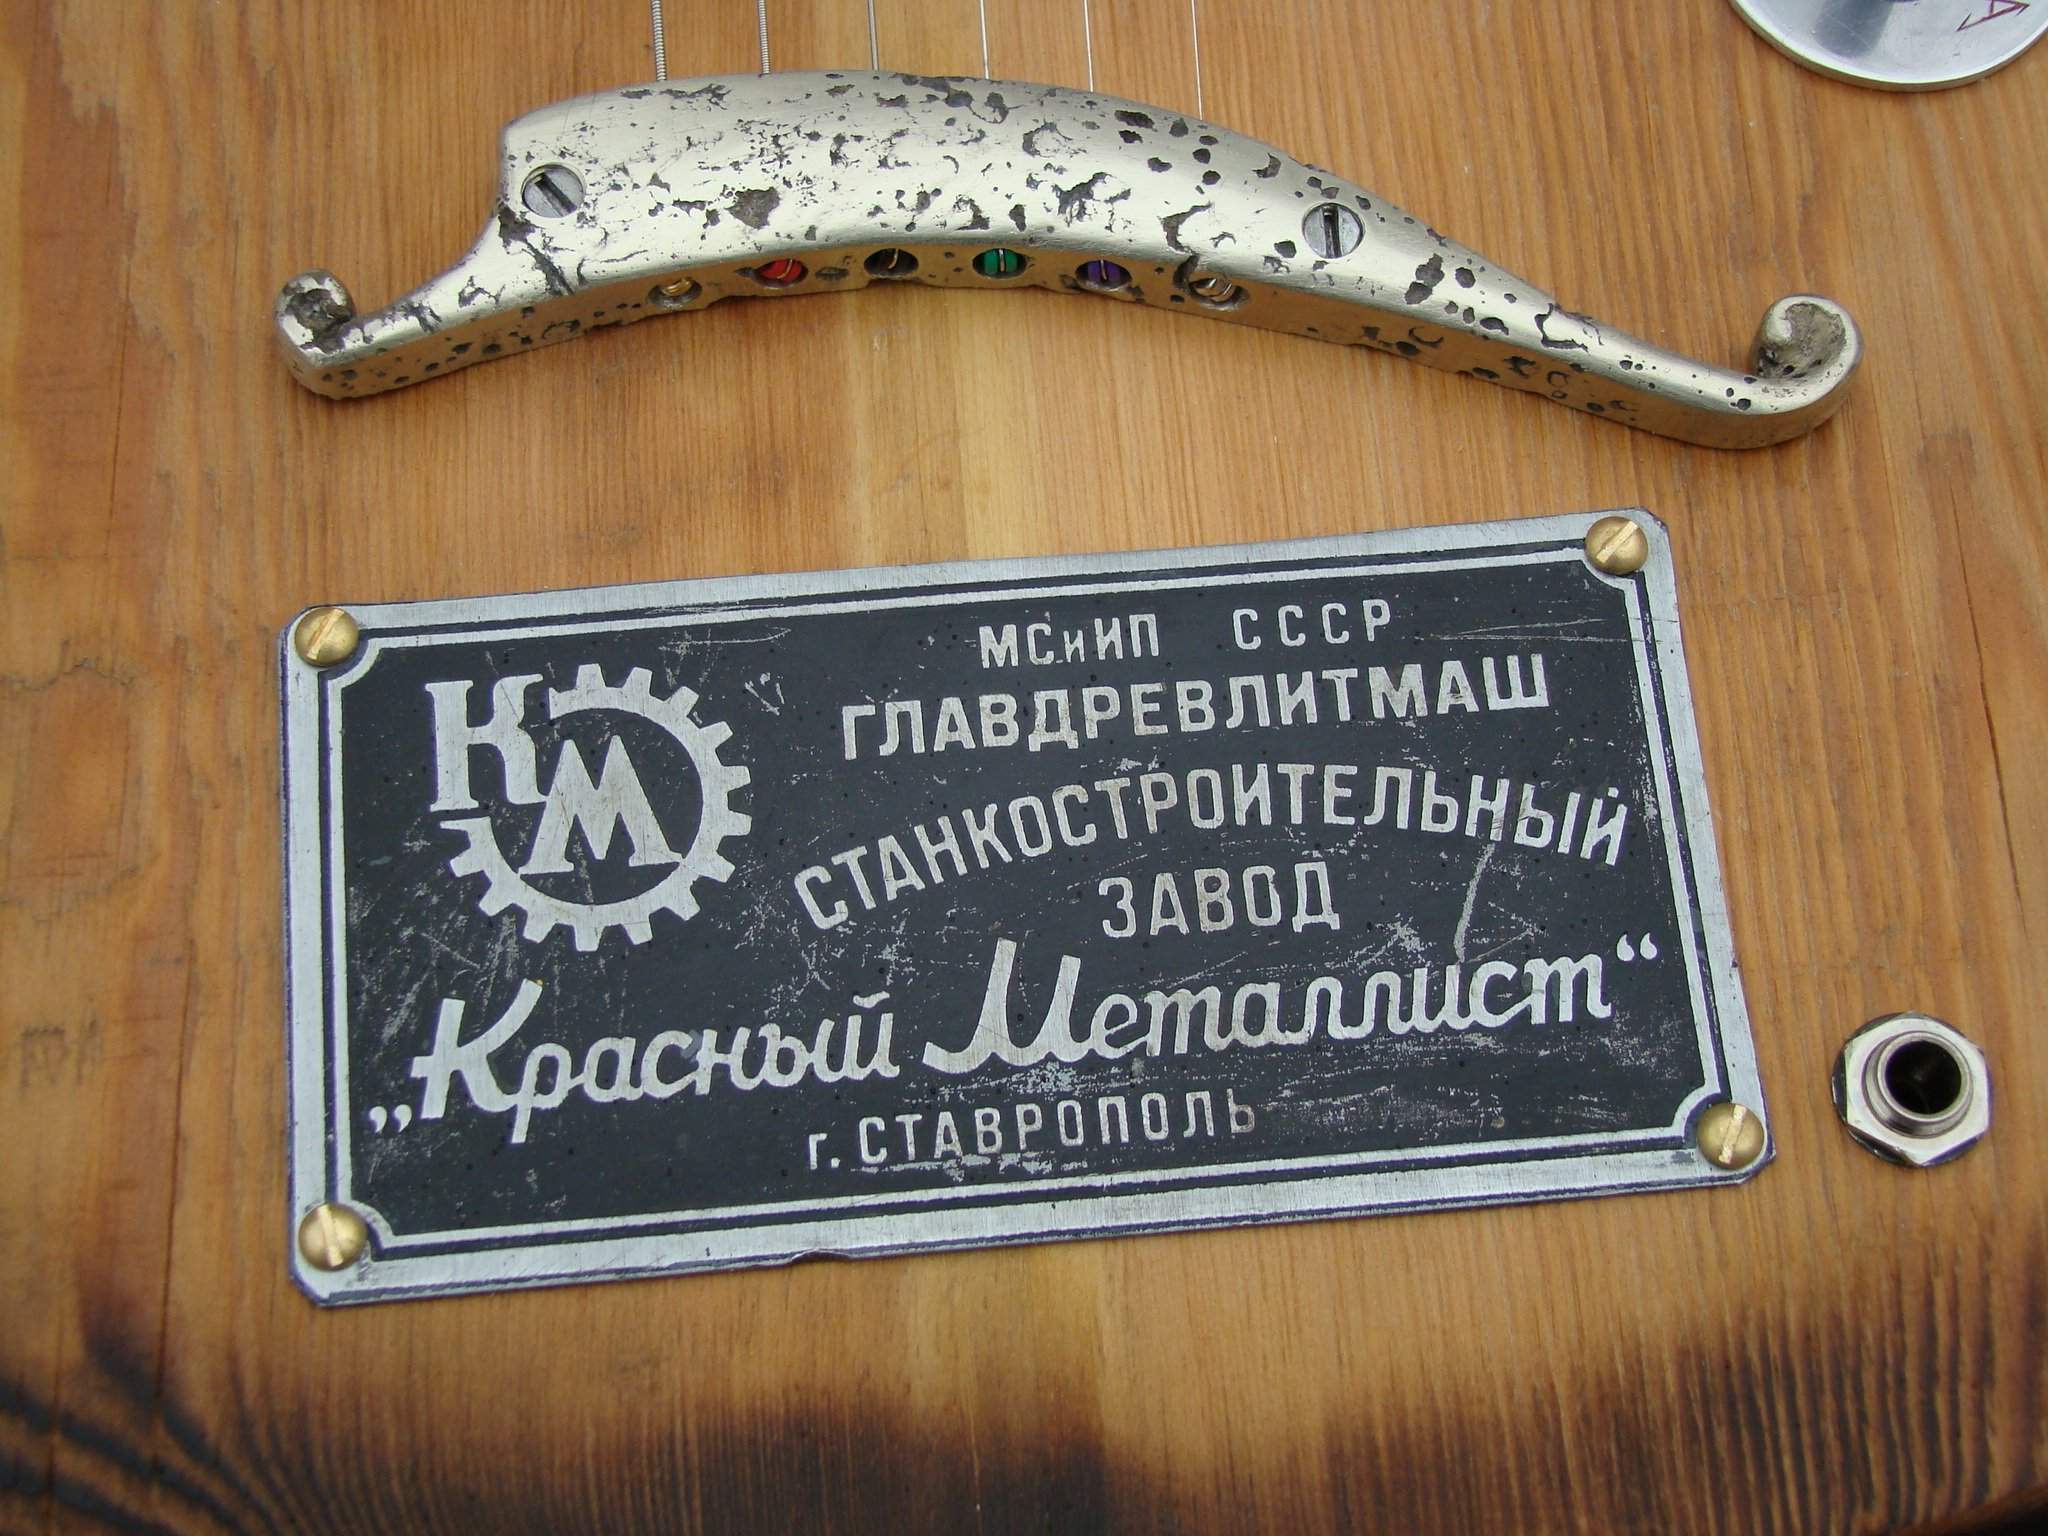 А
КМ
МСиИП СССР
ГЛАВДРЕВЛИТМАШ
СТАНКОСТРОИТЕЛЬНЫЙ
ЗАВОД
„Красный Металлист“
г. СТАВРОПОЛЬ